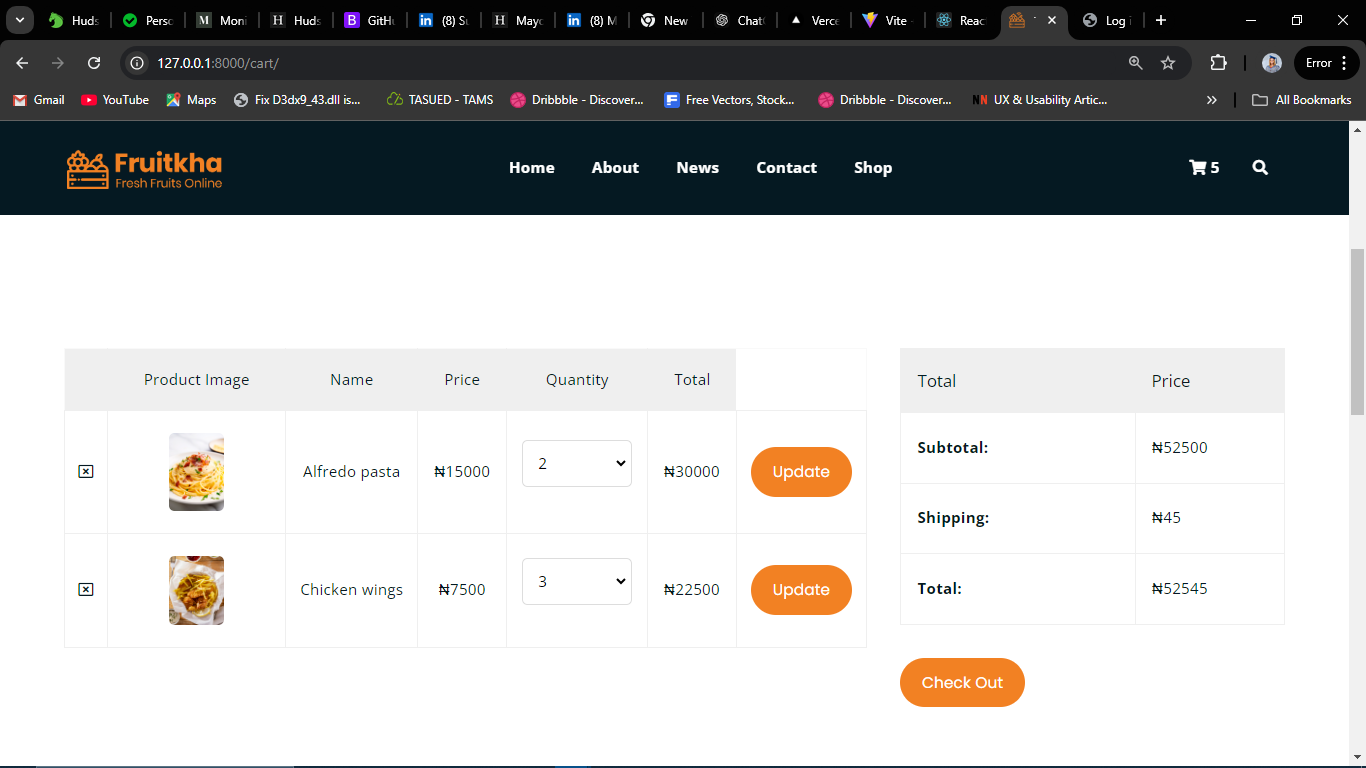 Huds
Perso
Moni
Huds
GitHu
(8) Su
Mayo
(8) M
New
Chat
Verce
Vite
Reac
Log i
127.0.0.1:8000/cart/
Error
Gmail
YouTube
Maps
Fix D3dx9_43.dll is...
TASUED - TAMS
Dribbble - Discover...
Free Vectors, Stock...
Dribbble - Discover...
UX & Usability Artic...
All Bookmarks
Fruitkha
Fresh Fruits Online
Home About News Contact Shop
5
Product Image Name Price Quantity Total
Alfredo pasta ₦15000 2 ₦30000 Update
Chicken wings ₦7500 3 ₦22500 Update
Total Price
Subtotal: ₦52500
Shipping: ₦45
Total: ₦52545
Check Out